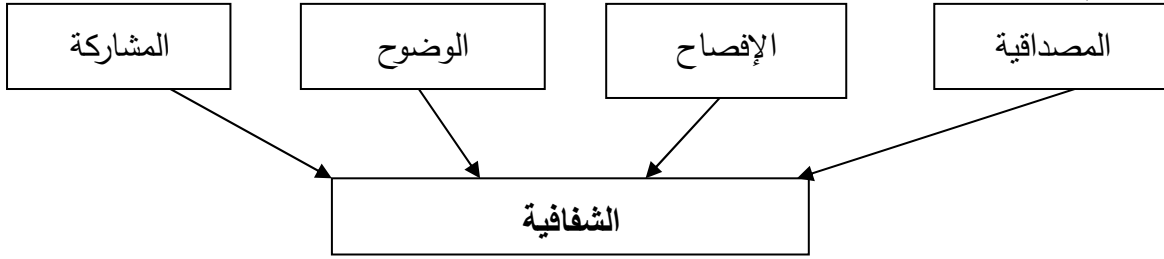 المصداقية
الإفصاح
الوضوح
المشاركة
الشفافية